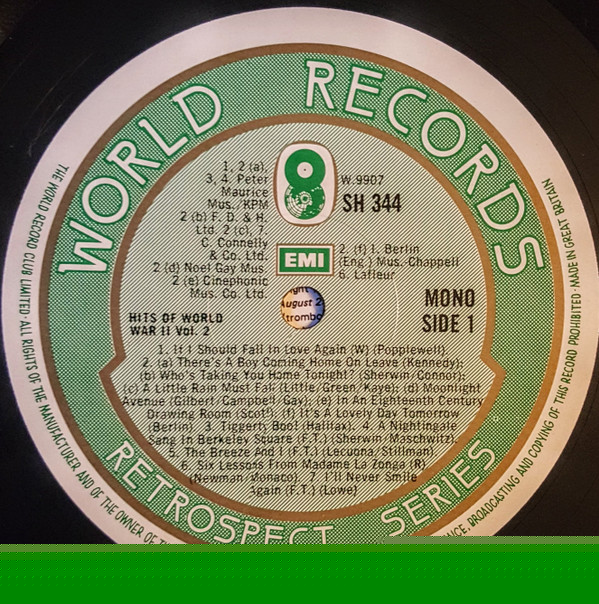 WORLD RECORDS
1, 2 (a),
3, 4. Peter
Maurice
Mus./KPM
2 (b) F. D. & H.
Ltd. 2 (c), 7.
C. Connelly
& Co. Ltd.
2 (d) Noel Gay Mus.
2 (e) Cinephonic
Mus. Co. Ltd.
W.9907
SH 344
EMI
2. (f) I. Berlin
(Eng.) Mus. Chappell
6. Lafleur
August 2
trombo
HITS OF WORLD
WAR II Vol. 2
MONO
SIDE 1
1. If I Should Fall In Love Again (W) (Popplewell).
2. (a) There's A Boy Coming Home On Leave (Kennedy);
(b) Who's Taking You Home Tonight? (Sherwin/Connor);
(c) A Little Rain Must Fall (Little/Green/Kaye); (d) Moonlight
Avenue (Gilbert/Campbell/Gay); (e) In An Eighteenth Century
Drawing Room (Scott). (f) It's A Lovely Day Tomorrow
(Berlin). 3. Tiggerty Boo! (Halifax). 4. A Nightingale
Sang In Berkeley Square (F.T.) (Sherwin/Maschwitz).
5. The Breeze And I (F.T.) (Lecuona/Stillman)
6. Six Lessons From Madame La Zonga (R)
(Newman/Monaco). 7. I'll Never Smile
Again (F.T.) (Lowe)
RETROSPECT SERIES
THE WORLD RECORD CLUB LIMITED · ALL RIGHTS OF THE MANUFACTURER AND OF THE OWNER OF
BROADCASTING AND COPYING OF THIS RECORD PROHIBITED · MADE IN GREAT BRITAIN